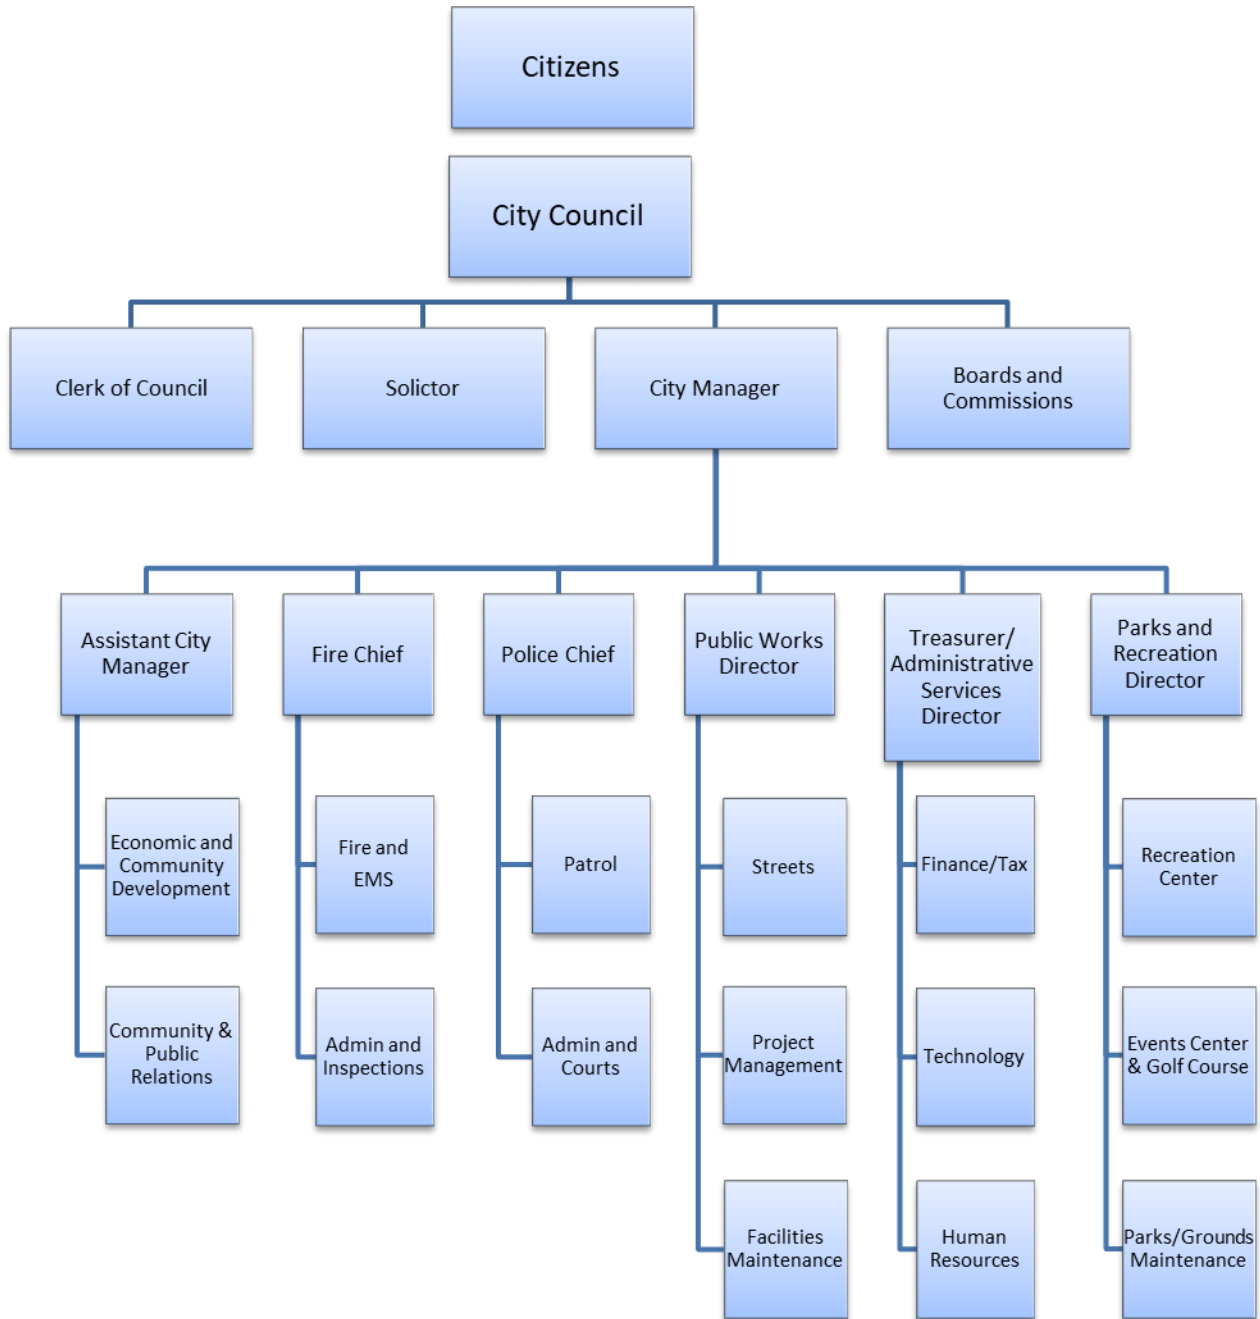 Citizens
City Council
Clerk of Council
Solictor
City Manager
Boards and
Commissions
Assistant City
Manager
Fire Chief
Police Chief
Public Works
Director
Treasurer/
Administrative
Services
Director
Parks and
Recreation
Director
Economic and
Community
Development
Fire and
EMS
Patrol
Streets
Finance/Tax
Recreation
Center
Community &
Public
Relations
Admin and
Inspections
Admin and
Courts
Project
Management
Technology
Events Center
& Golf Course
Facilities
Maintenance
Human
Resources
Parks/Grounds
Maintenance